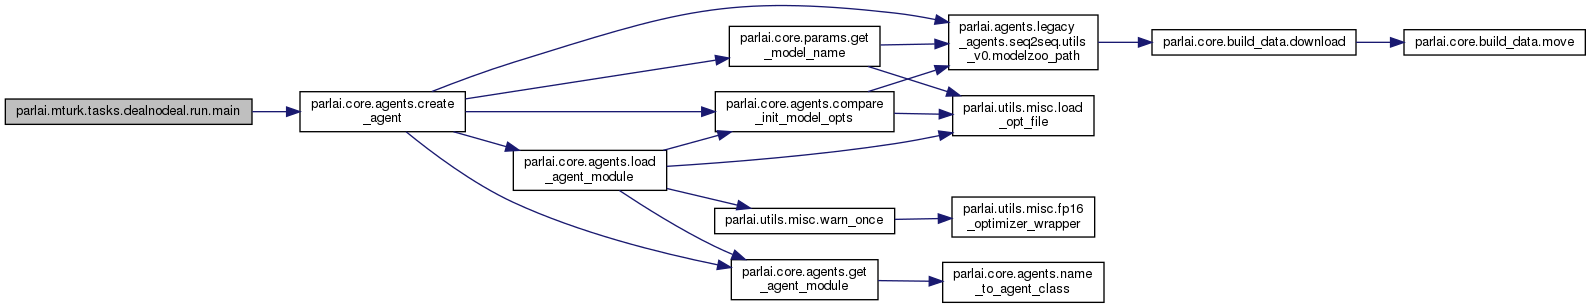 parlai.mturk.tasks.dealnodeal.run.main
parlai.core.agents.create
_agent
parlai.core.params.get
_model_name
parlai.core.agents.compare
_init_model_opts
parlai.core.agents.load
_agent_module
parlai.utils.misc.warn_once
parlai.core.agents.get
_agent_module
parlai.agents.legacy
_agents.seq2seq.utils
_v0.modelzoo_path
parlai.utils.misc.load
_opt_file
parlai.utils.misc.fp16
_optimizer_wrapper
parlai.core.agents.name
_to_agent_class
parlai.core.build_data.download
parlai.core.build_data.move